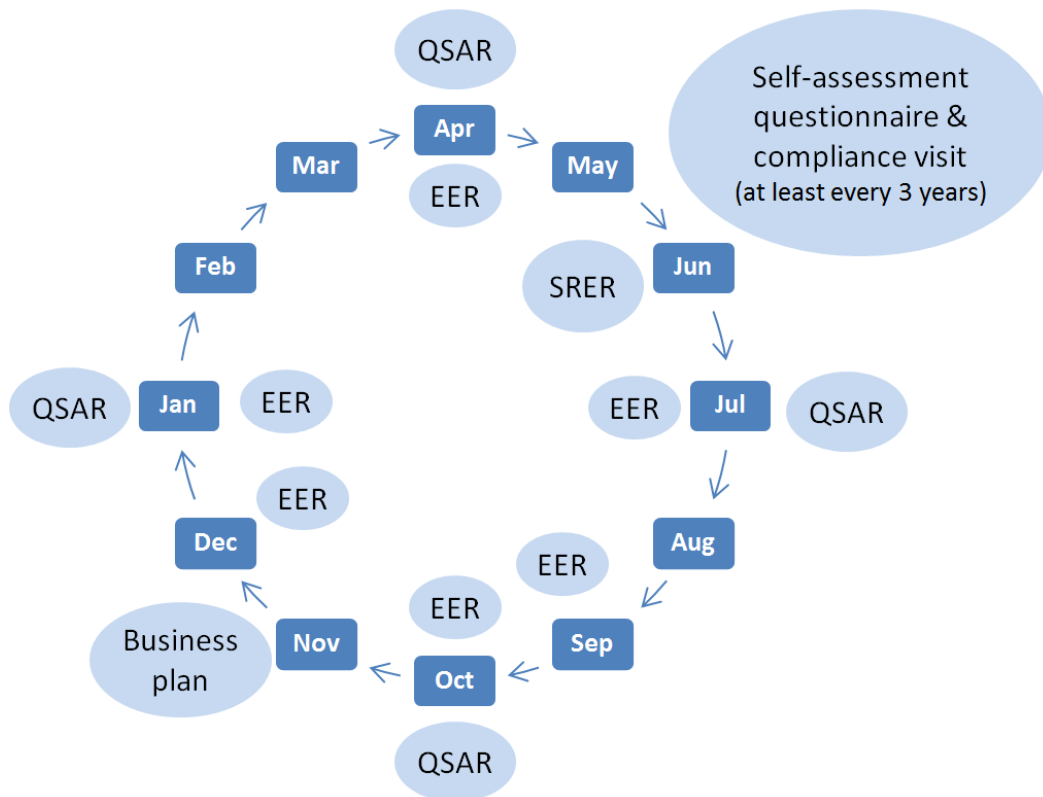 QSAR
Apr
EER
Mar
May
Self-assessment
questionnaire &
compliance visit
(at least every 3 years)
Feb
SRER
Jun
QSAR
Jan
EER
EER
Jul
QSAR
EER
Dec
Aug
EER
EER
Business
plan
Nov
Sep
Oct
QSAR